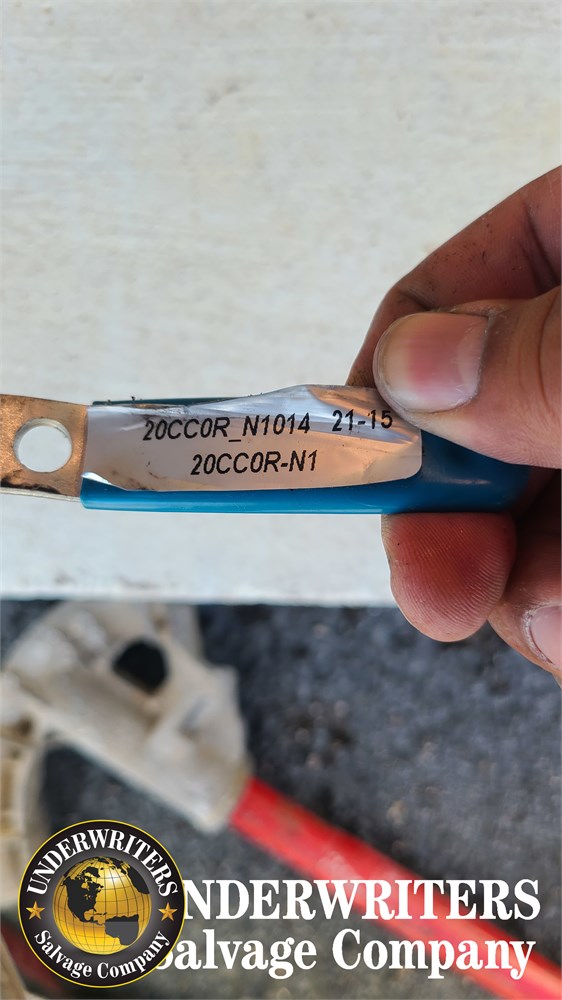 20CC0R_N1014 21-15
20CC0R-N1
UNDERWRITERS
Salvage Company
UNDERWRITERS
Salvage Company